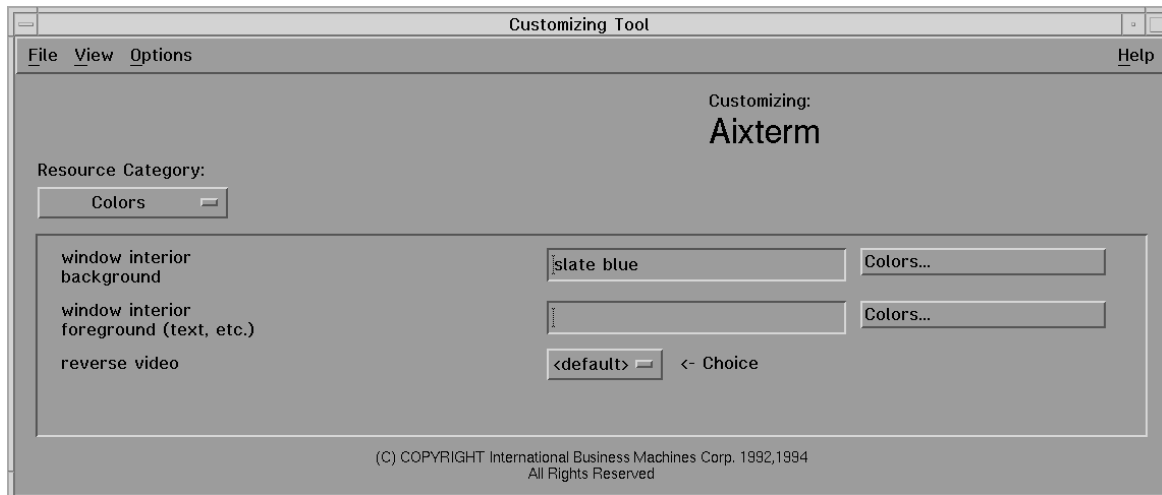 Customizing Tool
File View Options Help
Customizing:
Aixterm
Resource Category:
Colors
window interior
background
slate blue
Colors...
window interior
foreground (text, etc.)
Colors...
reverse video
<default>
<- Choice
(C) COPYRIGHT International Business Machines Corp. 1992,1994
All Rights Reserved